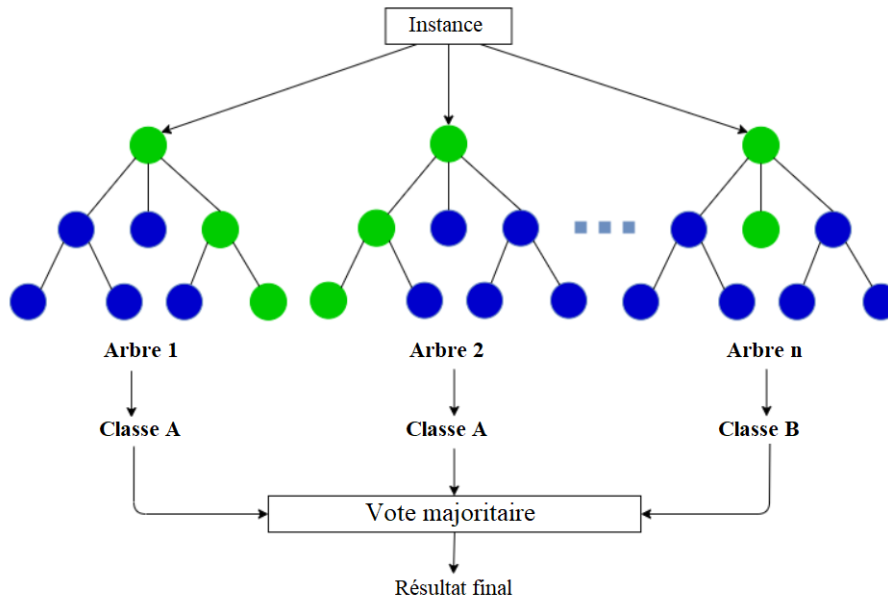 Instance
Arbre 1
Arbre 2
Arbre n
Classe A
Classe A
Classe B
Vote majoritaire
Résultat final